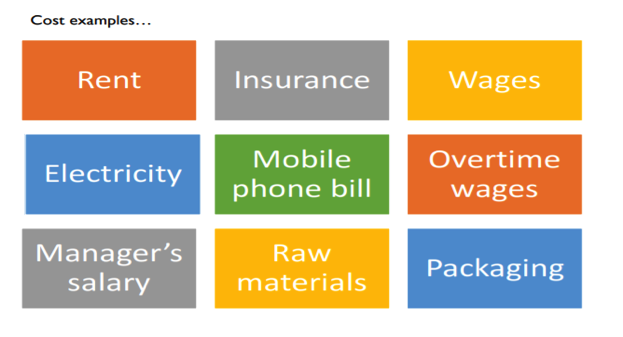 Cost examples…
Rent
Insurance
Wages
Electricity
Mobile
phone bill
Overtime
wages
Manager’s
salary
Raw
materials
Packaging